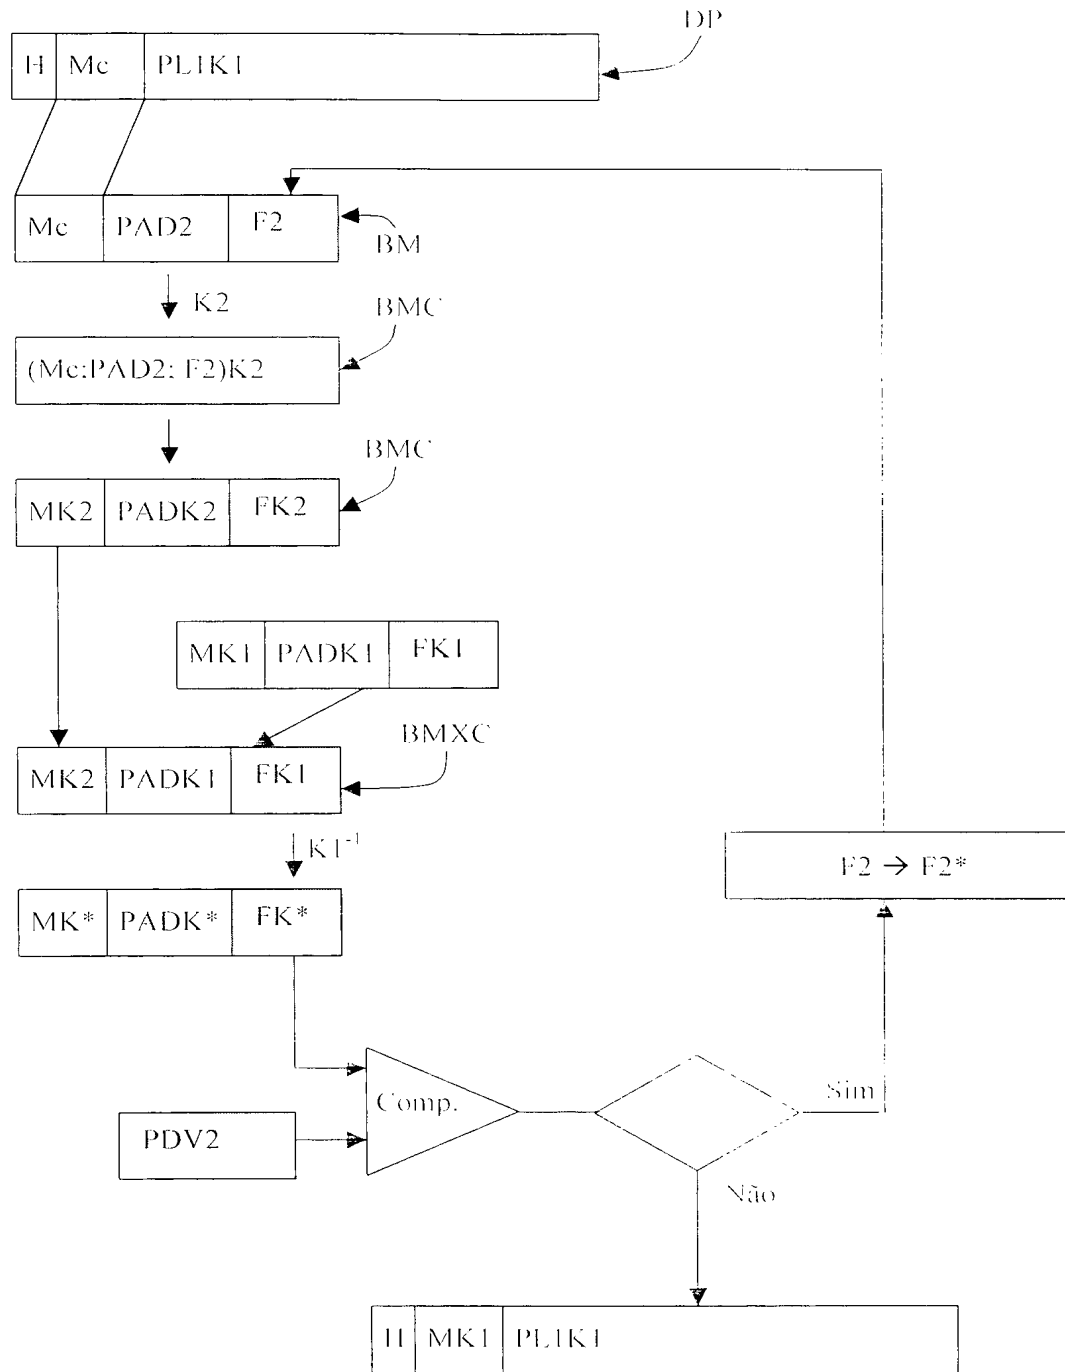 DP
H Mc PL1K1
Mc PAD2 F2
BM
K2
BMC
(Mc;PAD2; F2)K2
BMC
MK2 PADK2 FK2
MK1 PADK1 FK1
BMXC
MK2 PADK1 FK1
K1⁻¹
F2 → F2*
MK* PADK* FK*
Sim
Comp.
PDV2
Não
H MK1 PL1K1